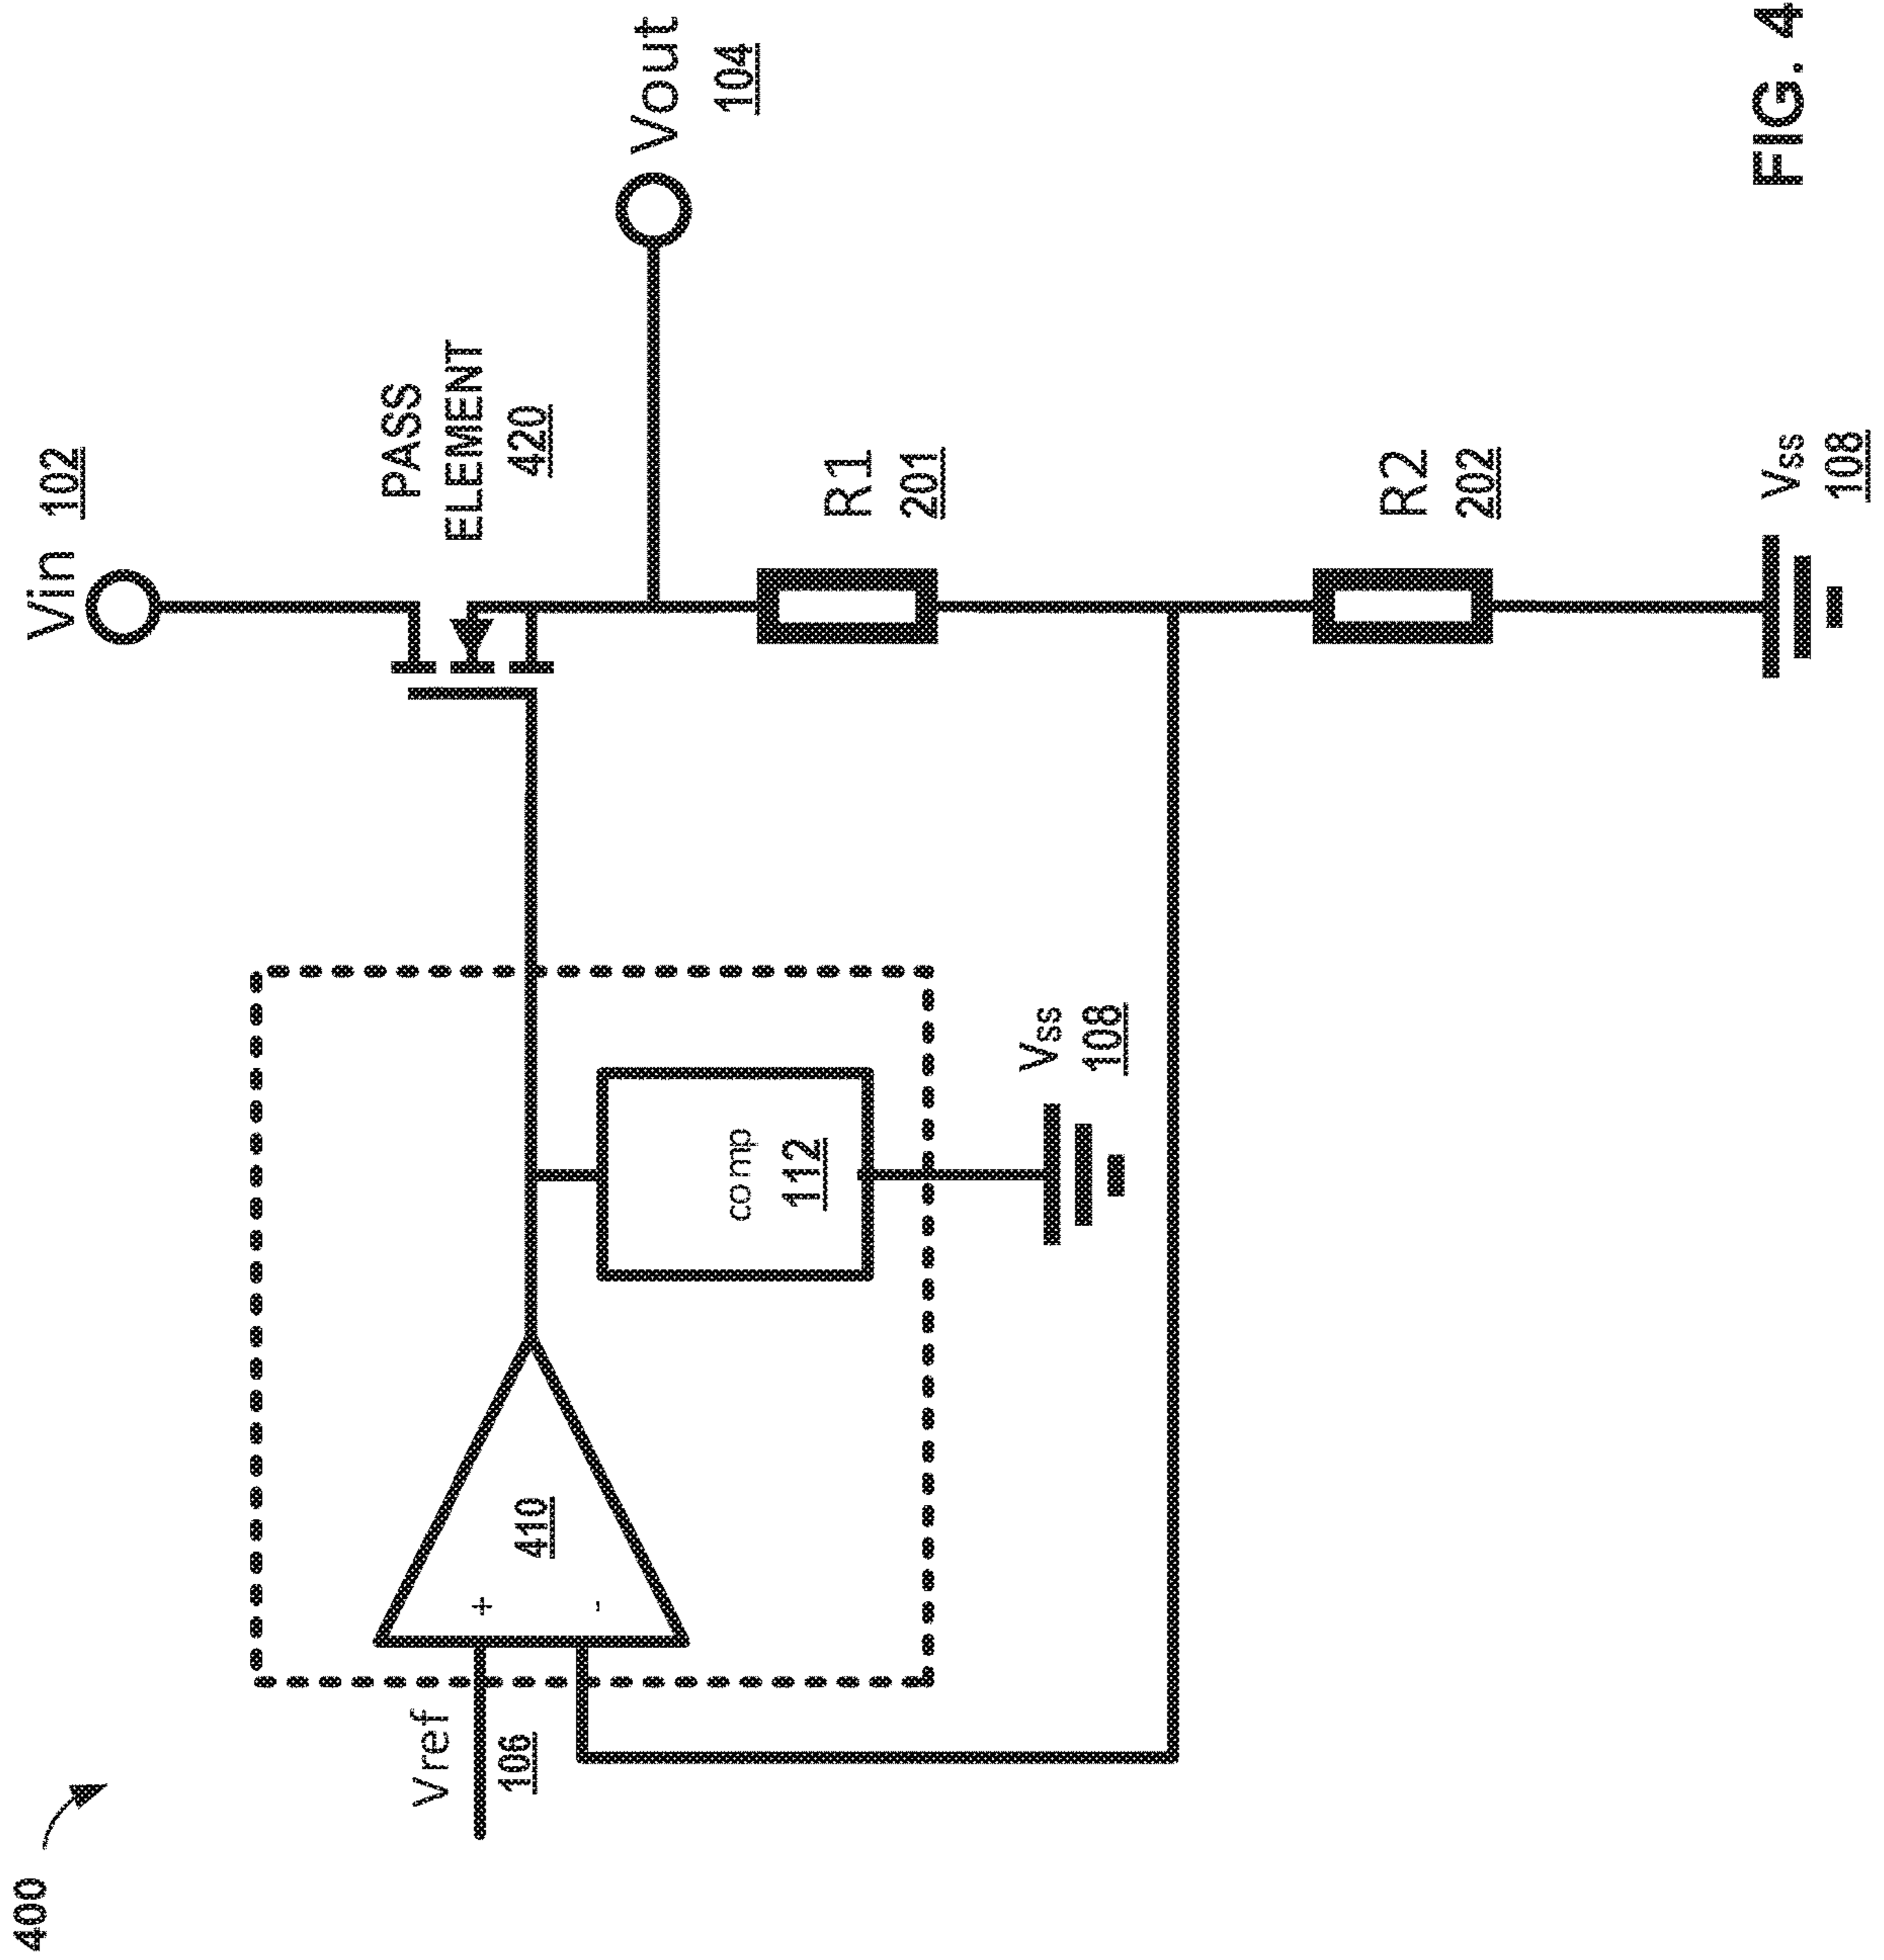 400
Vin 102
PASS
ELEMENT
420
Vout
104
Vref
106
+
-
410
comp
112
Vss
108
R1
201
R2
202
Vss
108
FIG. 4